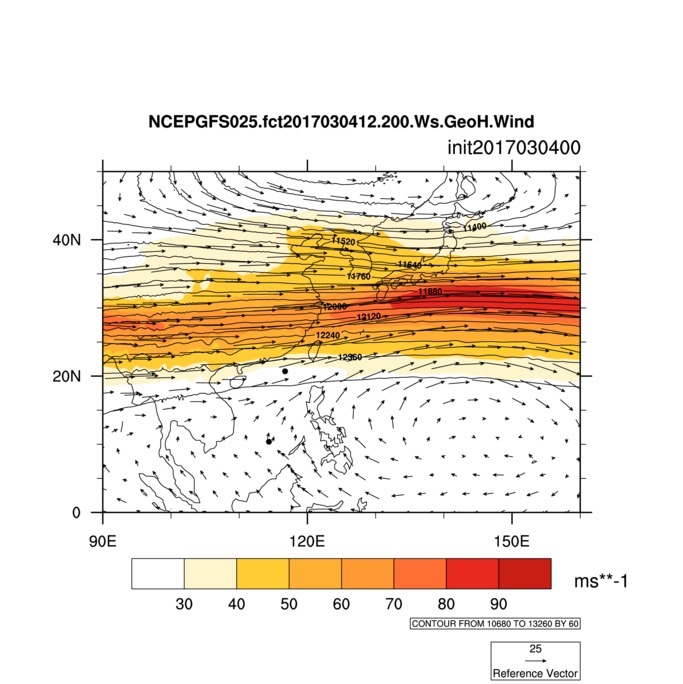 NCEPGFS025.fct2017030412.200.Ws.GeoH.Wind
init2017030400
11400
40N
11520
11640
11760
11880
12000
12120
12240
12360
20N
0
90E
120E
150E
ms**-1
30
40
50
60
70
80
90
CONTOUR FROM 10680 TO 13260 BY 60
25
Reference Vector